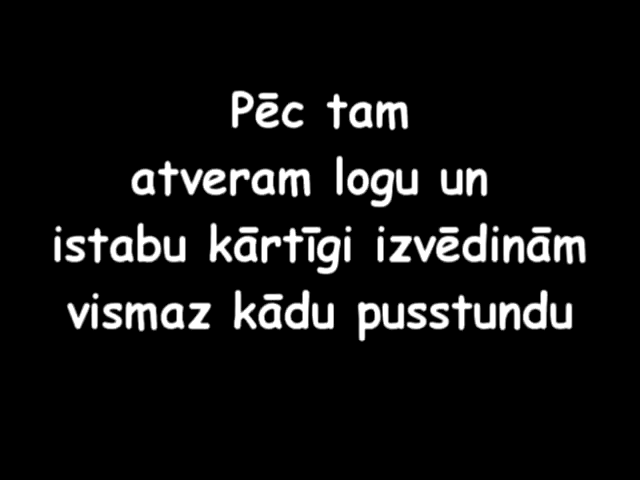 Pēc tam
atveram logu un
istabu kārtīgi izvēdinām
vismaz kādu pusstundu